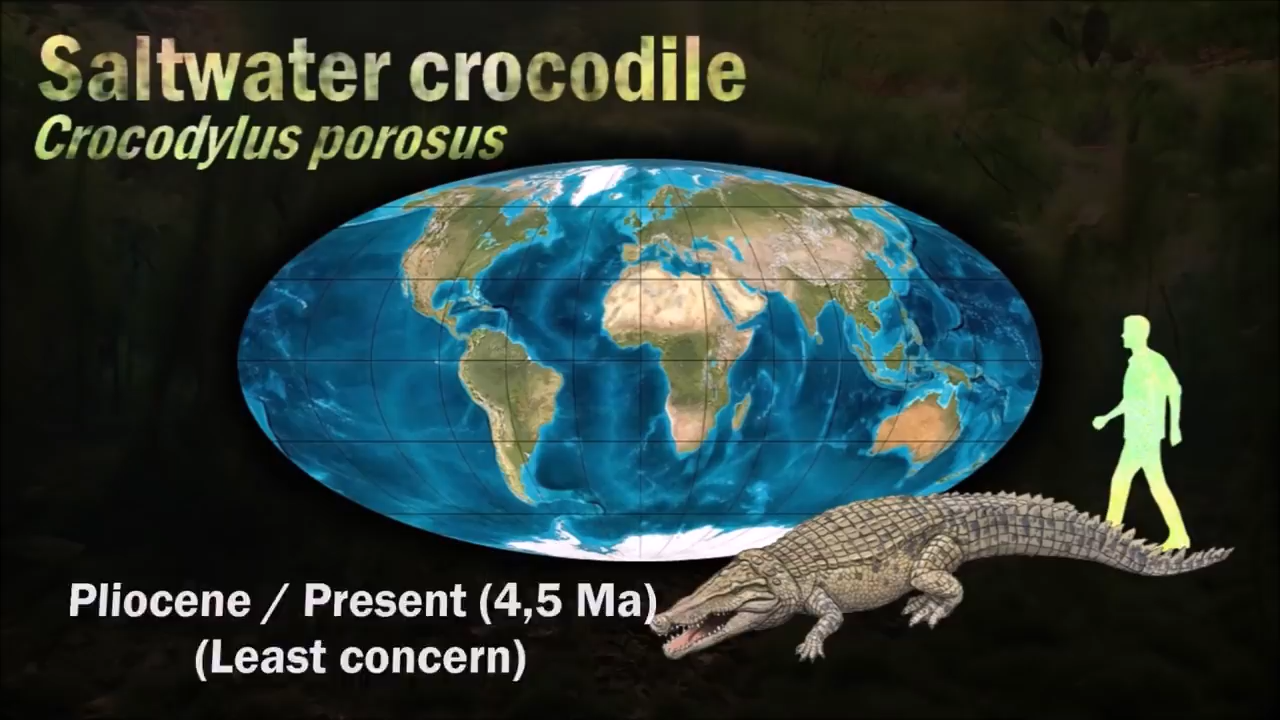 Saltwater crocodile
Crocodylus porosus
Pliocene / Present (4,5 Ma)
(Least concern)